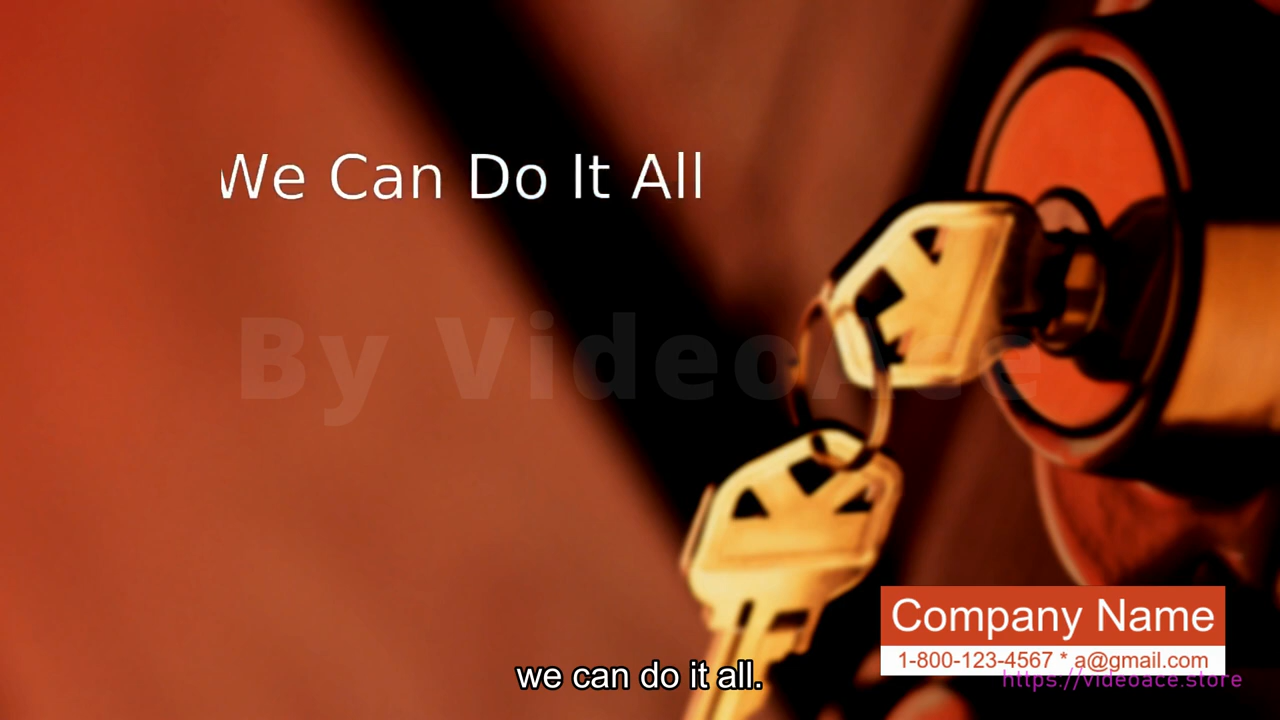 We Can Do It All
By VideoAce
Company Name
1-800-123-4567 * a@gmail.com
https://videoace.store
we can do it all.